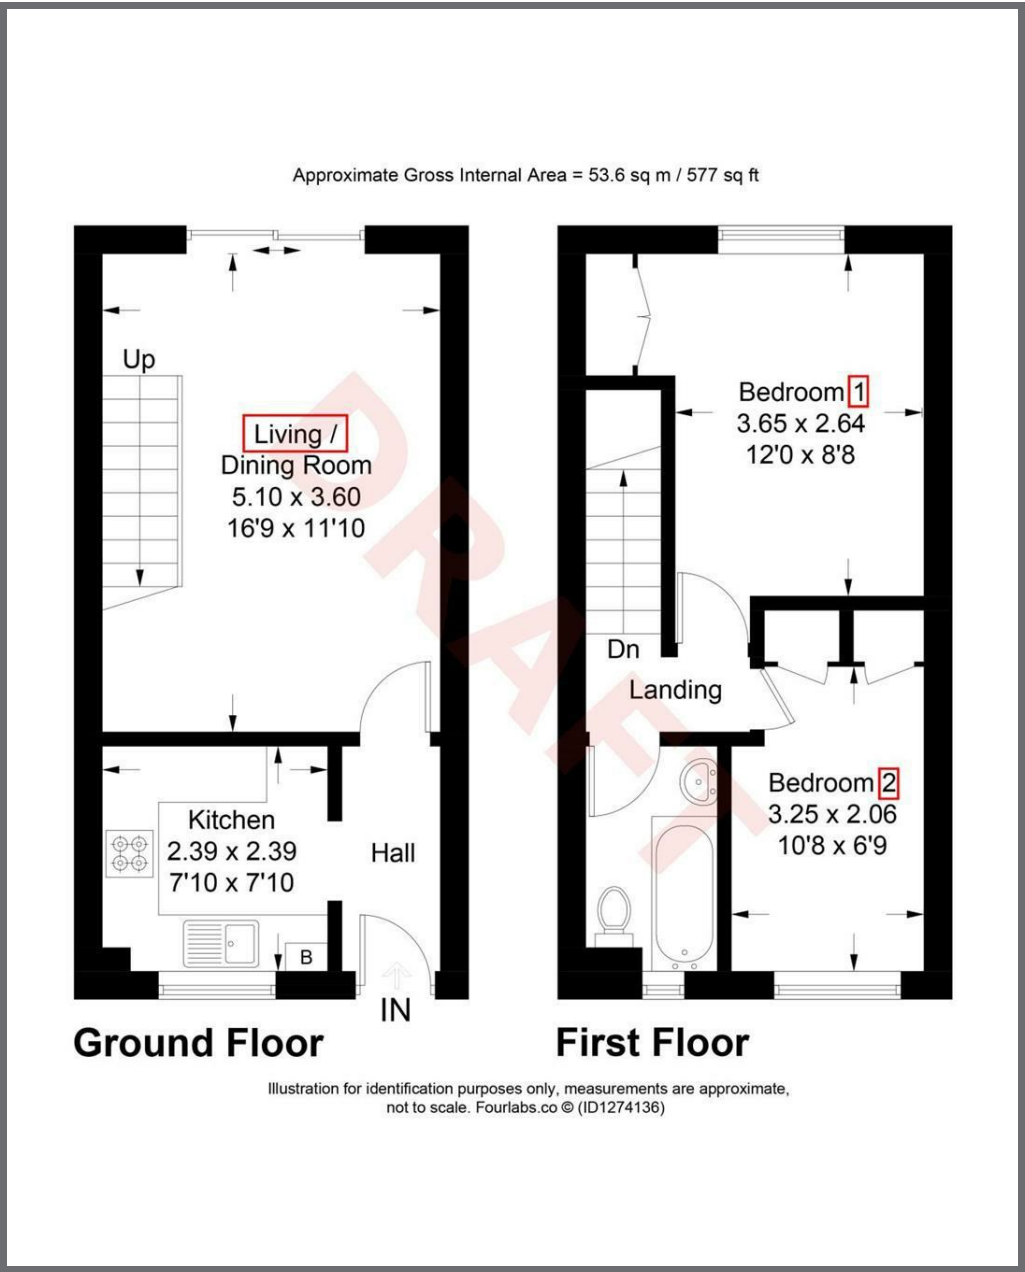 Approximate Gross Internal Area = 53.6 sq m / 577 sq ft
Up
Living /
Dining Room
5.10 x 3.60
16'9 x 11'10
Kitchen
2.39 x 2.39
7'10 x 7'10
Hall
B
IN
Ground Floor
Bedroom 1
3.65 x 2.64
12'0 x 8'8
Dn
Landing
Bedroom 2
3.25 x 2.06
10'8 x 6'9
First Floor
DRAFT
Illustration for identification purposes only, measurements are approximate,
not to scale. Fourlabs.co © (ID1274136)